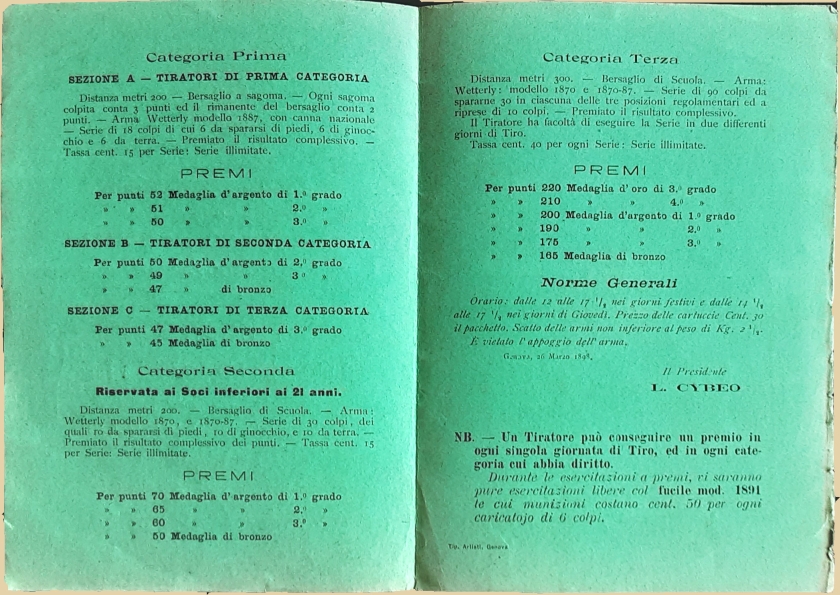 Categoria Prima
SEZIONE A — TIRATORI DI PRIMA CATEGORIA
Distanza metri 200. — Bersaglio a sagoma. — Ogni sagoma
colpita conta 3 punti ed il rimanente del bersaglio conta 2
punti. — Arma Wetterly modello 1887, con canna nazionale
— Serie di 18 colpi di cui 6 da spararsi di piedi, 6 di ginoc-
chio e 6 da terra. — Premiato il risultato complessivo. —
Tassa cent. 15 per Serie: Serie illimitate.
PREMI
Per punti 52 Medaglia d'argento di 1.º grado
» » 51 » » 2.º »
» » 50 » » 3.º »
SEZIONE B — TIRATORI DI SECONDA CATEGORIA
Per punti 50 Medaglia d'argento di 2.º grado
» » 49 » » 3º »
» » 47 » di bronzo
SEZIONE C — TIRATORI DI TERZA CATEGORIA
Per punti 47 Medaglia d'argento di 3.º grado
» » 45 Medaglia di bronzo
Categoria Seconda
Riservata ai Soci inferiori ai 21 anni.
Distanza metri 200. — Bersaglio di Scuola. — Arma:
Wetterly modello 1870, e 1870-87. — Serie di 30 colpi, dei
quali 10 da spararsi di piedi, 10 di ginocchio, e 10 da terra. —
Premiato il risultato complessivo dei punti. — Tassa cent. 15
per Serie: Serie illimitate.
PREMI
Per punti 70 Medaglia d'argento di 1.º grado
» » 65 » » 2.º »
» » 60 » » 3.º »
» » 50 Medaglia di bronzo
Categoria Terza
Distanza metri 300. — Bersaglio di Scuola. — Arma:
Wetterly: modello 1870 e 1870-87. — Serie di 90 colpi da
spararne 30 in ciascuna delle tre posizioni regolamentari ed a
riprese di 10 colpi. — Premiato il risultato complessivo.
Il Tiratore ha facoltà di eseguire la Serie in due differenti
giorni di Tiro.
Tassa cent. 40 per ogni Serie: Serie illimitate.
PREMI
Per punti 220 Medaglia d'oro di 3.º grado
» » 210 » » 4.º »
» » 200 Medaglia d'argento di 1.º grado
» » 190 » » 2.º »
» » 175 » » 3.º »
» » 165 Medaglia di bronzo
Norme Generali
Orario: dalle 12 alle 17 1/2 nei giorni festivi e dalle 14 1/2
alle 17 1/2 nei giorni di Giovedì. Prezzo delle cartuccie Cent. 30
il pacchetto. Scatto delle armi non inferiore al peso di Kg. 2 1/2.
È vietato l'appoggio dell'arma.
Genova, 26 Marzo 1898.
Il Presidente
L. CYBEO
NB. — Un Tiratore può conseguire un premio in
ogni singola giornata di Tiro, ed in ogni cate-
goria cui abbia diritto.
Durante le esercitazioni a premi, vi saranno
pure esercitazioni libere col fucile mod. 1891
le cui munizioni costano cent. 50 per ogni
caricatojo di 6 colpi.
Tip. Artisti, Genova